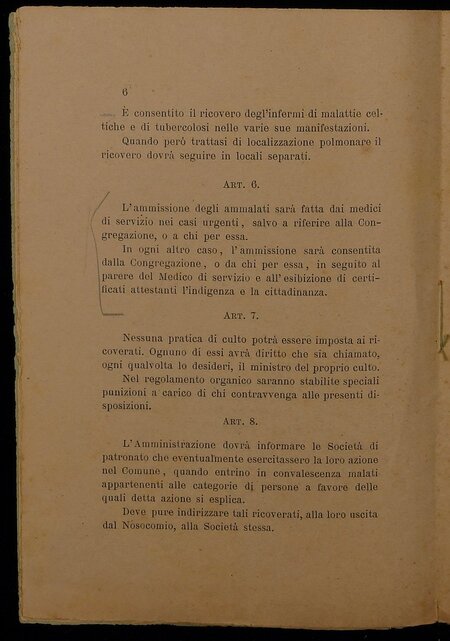 6
È consentito il ricovero degl'infermi di malattie cel-
tiche e di tubercolosi nelle varie sue manifestazioni.
Quando però trattasi di localizzazione polmonare il
ricovero dovrà seguire in locali separati.
ART. 6.
L'ammissione degli ammalati sarà fatta dai medici
di servizio nei casi urgenti, salvo a riferire alla Con-
gregazione, o a chi per essa.
In ogni altro caso, l'ammissione sarà consentita
dalla Congregazione, o da chi per essa, in seguito al
parere del Medico di servizio e all'esibizione di certi-
ficati attestanti l'indigenza e la cittadinanza.
ART. 7.
Nessuna pratica di culto potrà essere imposta ai ri-
coverati. Ognuno di essi avrà diritto che sia chiamato,
ogni qualvolta lo desideri, il ministro del proprio culto.
Nel regolamento organico saranno stabilite speciali
punizioni a carico di chi contravvenga alle presenti di-
sposizioni.
ART. 8.
L'Amministrazione dovrà informare le Società di
patronato che eventualmente esercitassero la loro azione
nel Comune, quando entrino in convalescenza malati
appartenenti alle categorie di persone a favore delle
quali detta azione si esplica.
Deve pure indirizzare tali ricoverati, alla loro uscita
dal Nosocomio, alla Società stessa.